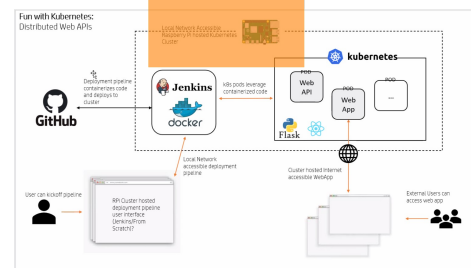 Fun with Kubernetes:
Distributed Web APIs
Local Network Accessible
Raspberry Pi hosted Kubernetes
Cluster
kubernetes
Deployment pipeline
containerizes code
and deploys to
cluster
GitHub
Jenkins
docker
k8s pods leverage
containerized code
POD
Web
API
POD
Web
App
POD
...
Flask
Local Network
accessible deployment
pipeline
Cluster hosted Internet
accessible WebApp
User can kickoff pipeline
RPI Cluster hosted
deployment pipeline
user interface
(Jenkins/From
Scratch)?
External Users can
access web app